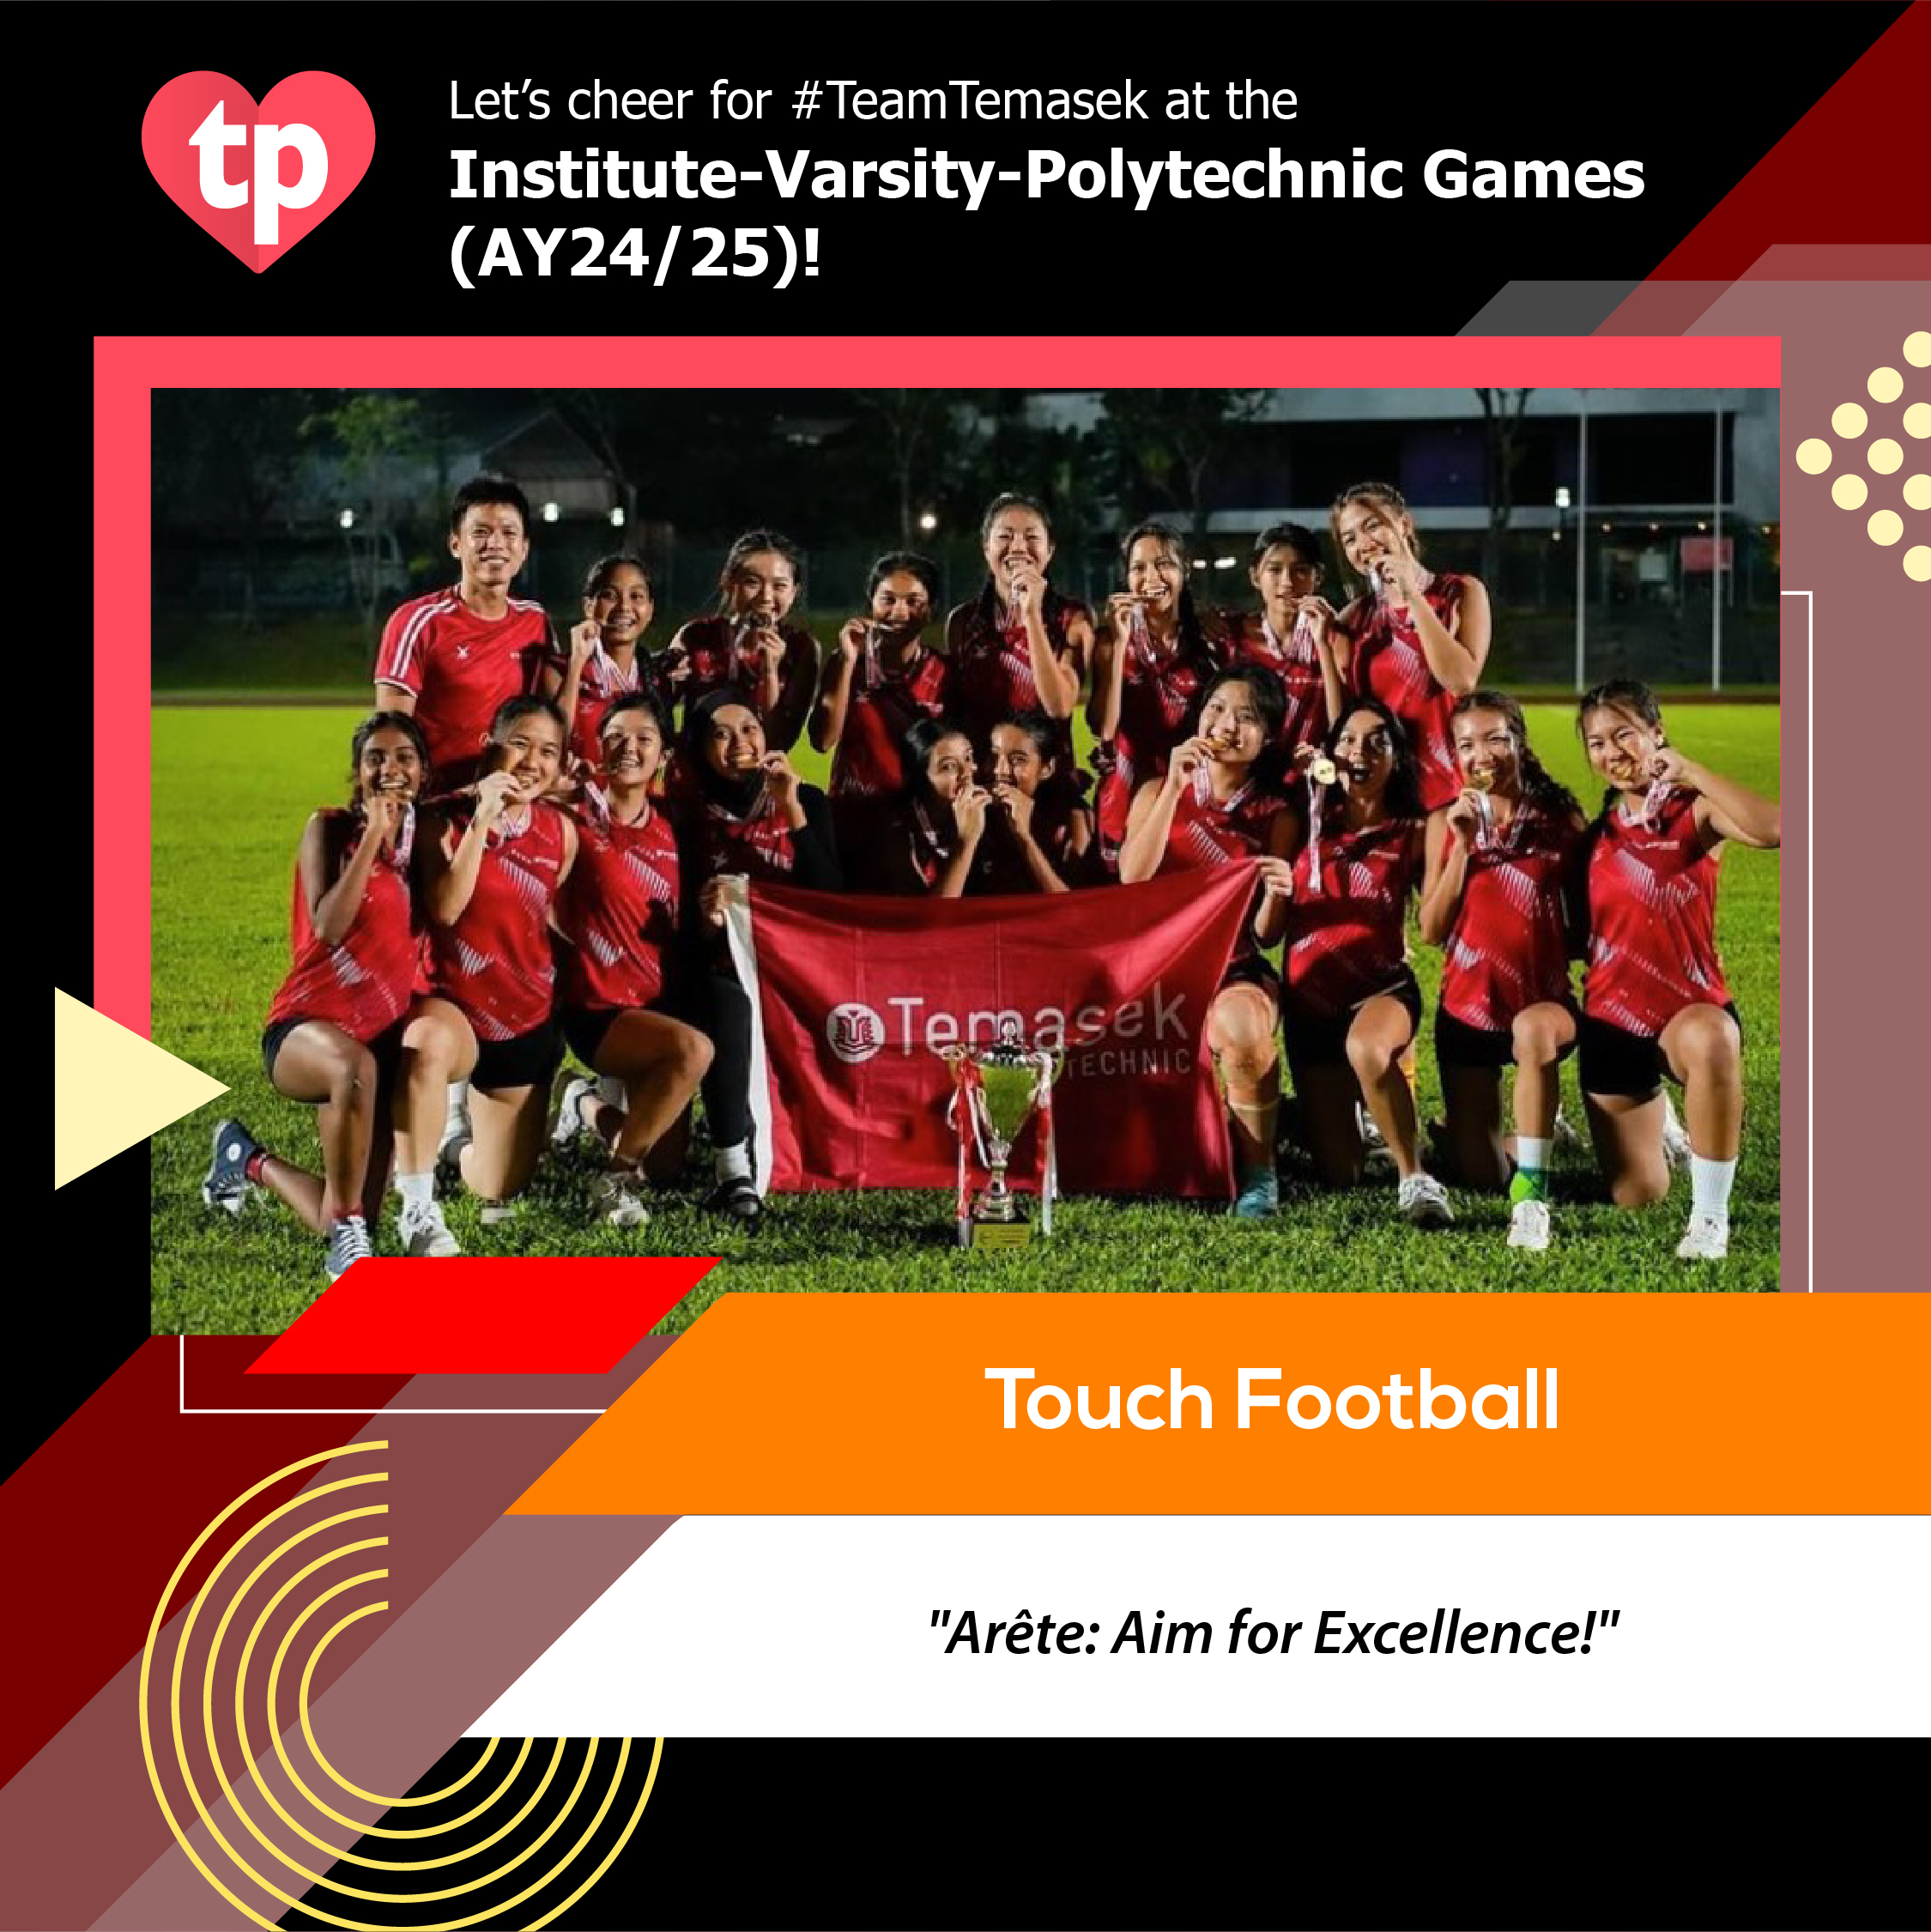 tp
Let’s cheer for #TeamTemasek at the
Institute-Varsity-Polytechnic Games
(AY24/25)!
Temasek
TECHNIC
Touch Football
"Arête: Aim for Excellence!"